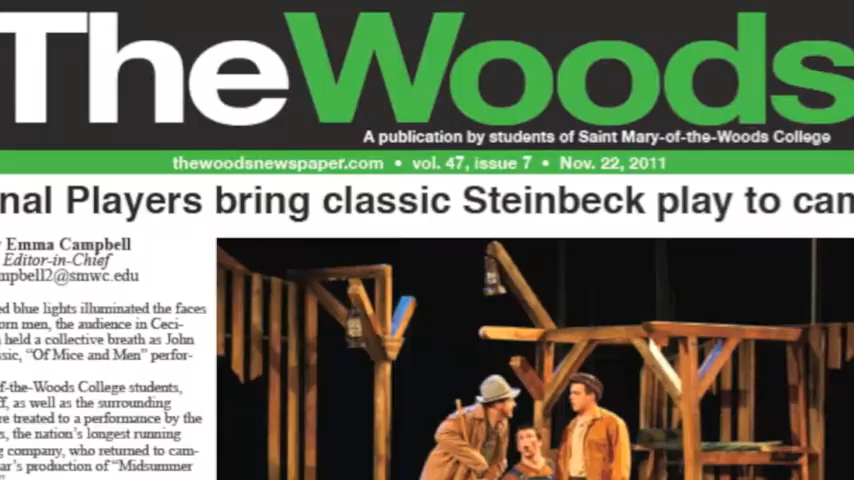 The Woods
A publication by students of Saint Mary-of-the-Woods College
thewoodsnewspaper.com • vol. 47, issue 7 • Nov. 22, 2011
nal Players bring classic Steinbeck play to cam
Emma Campbell
Editor-in-Chief
mpbell2@smwc.edu
ed blue lights illuminated the faces
orn men, the audience in Ceci-
held a collective breath as John
sic, “Of Mice and Men” perfor-
f-the-Woods College students,
ff, as well as the surrounding
re treated to a performance by the
s, the nation’s longest running
g company, who returned to cam-
ar’s production of “Midsummer